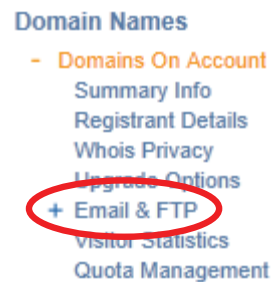 Domain Names
- Domains On Account
Summary Info
Registrant Details
Whois Privacy
Upgrade Options
+ Email & FTP
Visitor Statistics
Quota Management